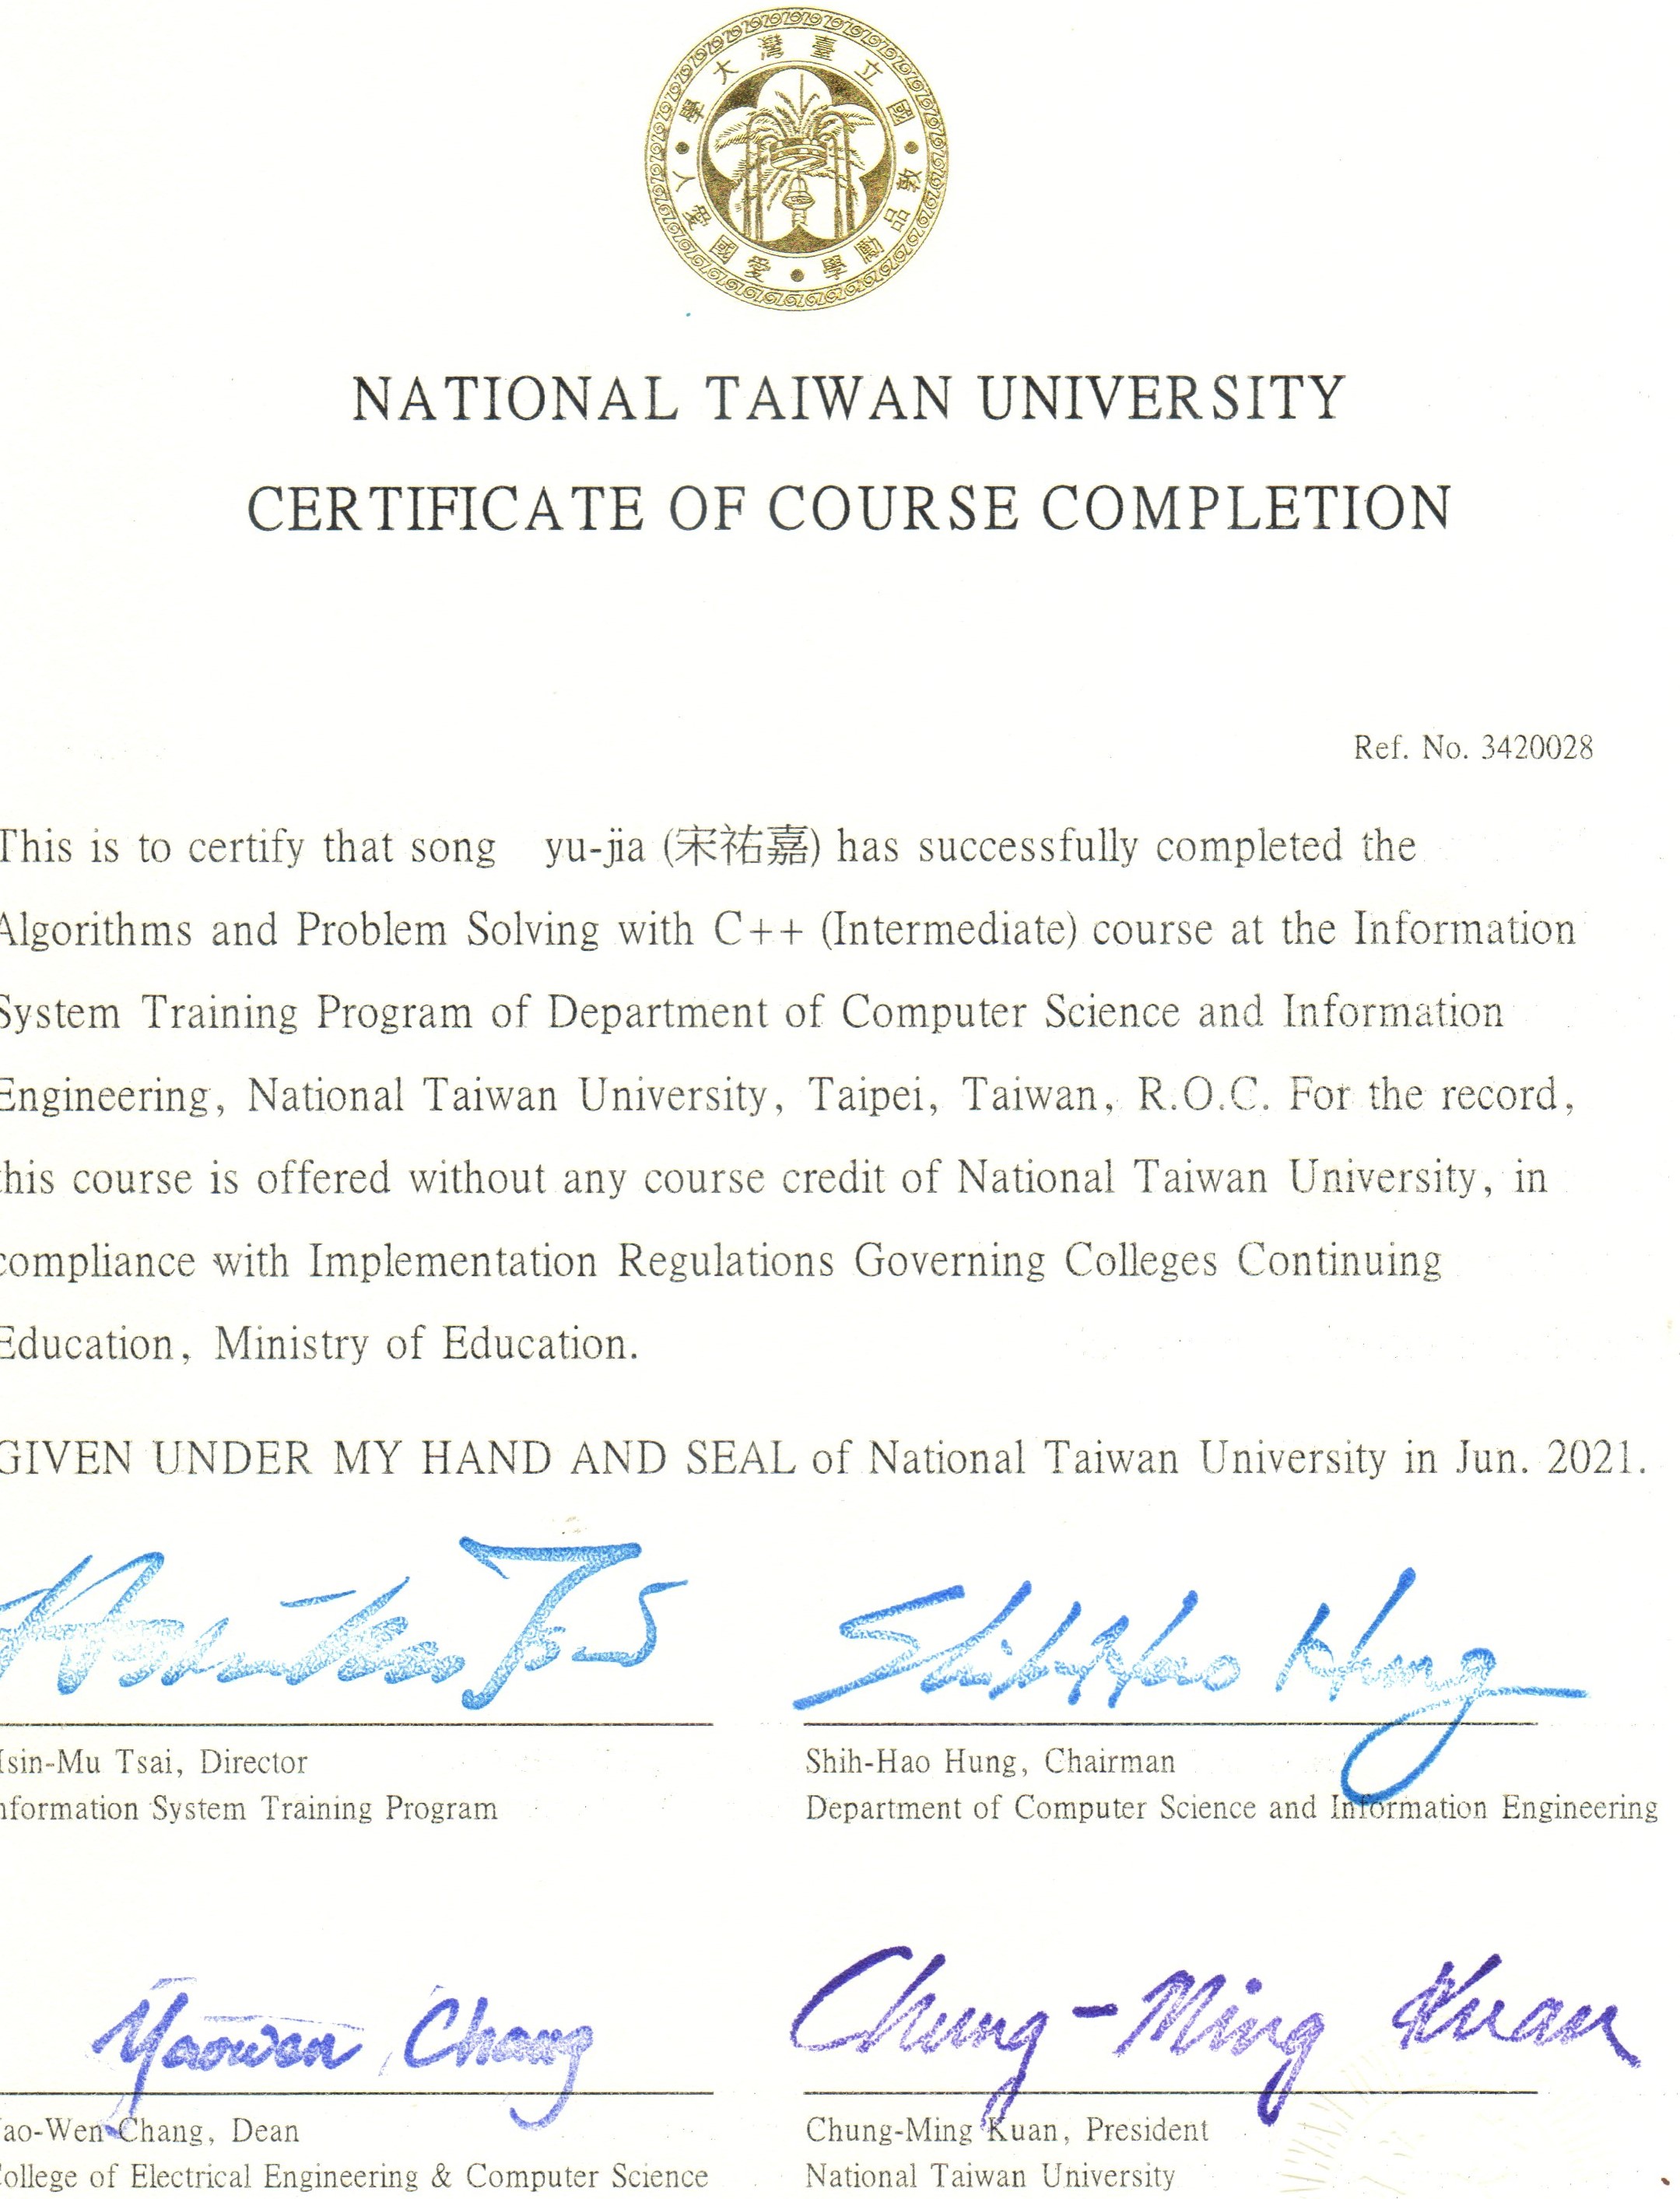 國立臺灣大學
敦品勵學 愛國愛人
NATIONAL TAIWAN UNIVERSITY
CERTIFICATE OF COURSE COMPLETION
Ref. No. 3420028
This is to certify that song yu-jia (宋祐嘉) has successfully completed the
Algorithms and Problem Solving with C++ (Intermediate) course at the Information
System Training Program of Department of Computer Science and Information
Engineering, National Taiwan University, Taipei, Taiwan, R.O.C. For the record,
this course is offered without any course credit of National Taiwan University, in
compliance with Implementation Regulations Governing Colleges Continuing
Education, Ministry of Education.
GIVEN UNDER MY HAND AND SEAL of National Taiwan University in Jun. 2021.
Shih-Hao Hung
Hsin-Mu Tsai, Director
Information System Training Program
Shih-Hao Hung, Chairman
Department of Computer Science and Information Engineering
Yaowen Chang
Chung-Ming Kuan
Yao-Wen Chang, Dean
College of Electrical Engineering & Computer Science
Chung-Ming Kuan, President
National Taiwan University